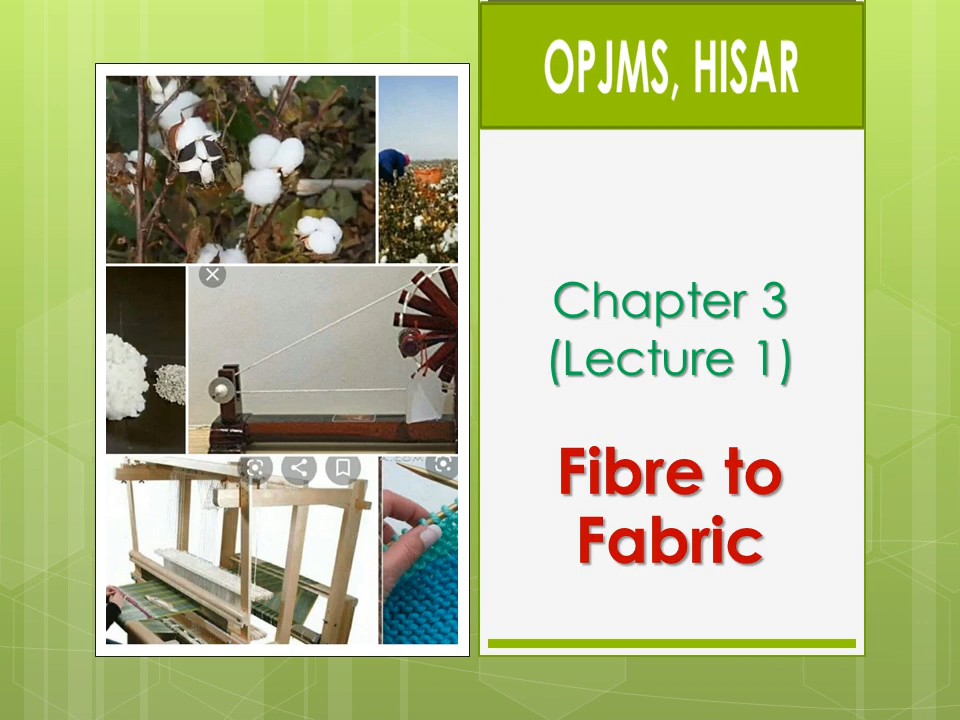 OPJMS, HISAR
Chapter 3
(Lecture 1)
Fibre to
Fabric